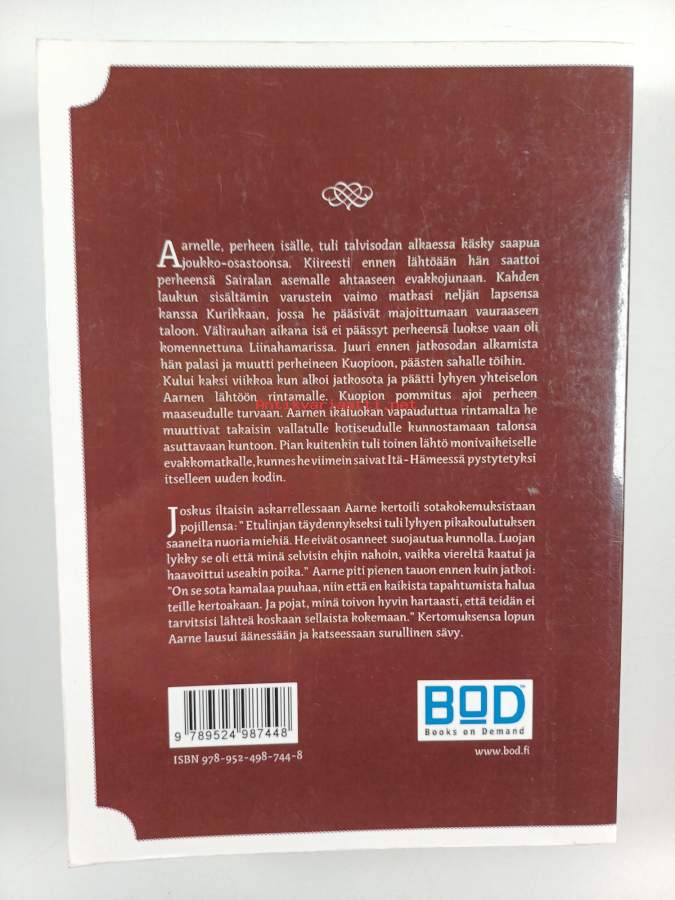 Aarnelle, perheen isälle, tuli talvisodan alkaessa käsky saapua
joukko-osastoonsa. Kiireesti ennen lähtöään hän saattoi
perheensä Sairalan asemalle ahtaaseen evakkojunaan. Kahden
laukun sisältämin varustein vaimo matkasi neljän lapsensa
kanssa Kurikkaan, jossa he pääsivät majoittumaan vauraaseen
taloon. Välirauhan aikana isä ei päässyt perheensä luokse vaan oli
komennettuna Liinahamarissa. Juuri ennen jatkosodan alkamista
hän palasi ja muutti perheineen Kuopioon, päästen sahalle töihin.
Kului kaksi viikkoa kun alkoi jatkosota ja päätti lyhyen yhteiselon
Aarnen lähtöön rintamalle. Kuopion pommitus ajoi perheen
maaseudulle turvaan. Aarnen ikäluokan vapauduttua rintamalta he
muuttivat takaisin vallatulle kotiseudulle kunnostamaan talonsa
asuttavaan kuntoon. Pian kuitenkin tuli toinen lähtö monivaiheiselle
evakkomatkalle, kunnes he viimein saivat Itä-Hämeessä pystytetyksi
itselleen uuden kodin.
Joskus iltaisin askarrellessaan Aarne kertoili sotakokemuksistaan
pojillensa: "Etulinjan täydennykseksi tuli lyhyen pikakoulutuksen
saaneita nuoria miehiä. He eivät osanneet suojautua kunnolla. Luojan
lykky se oli että minä selvisin ehjin nahoin, vaikka viereltä kaatui ja
haavoittui useakin poika." Aarne piti pienen tauon ennen kuin jatkoi:
"On se sota kamalaa puuhaa, niin että en kaikista tapahtumista halua
teille kertoakaan. Ja pojat, minä toivon hyvin hartaasti, että teidän ei
tarvitsisi lähteä koskaan sellaista kokemaan." Kertomuksensa lopun
Aarne lausui äänessään ja katseessaan surullinen sävy.
9 789524 987448
ISBN 978-952-498-744-8
BOD™
Books on Demand
www.bod.fi